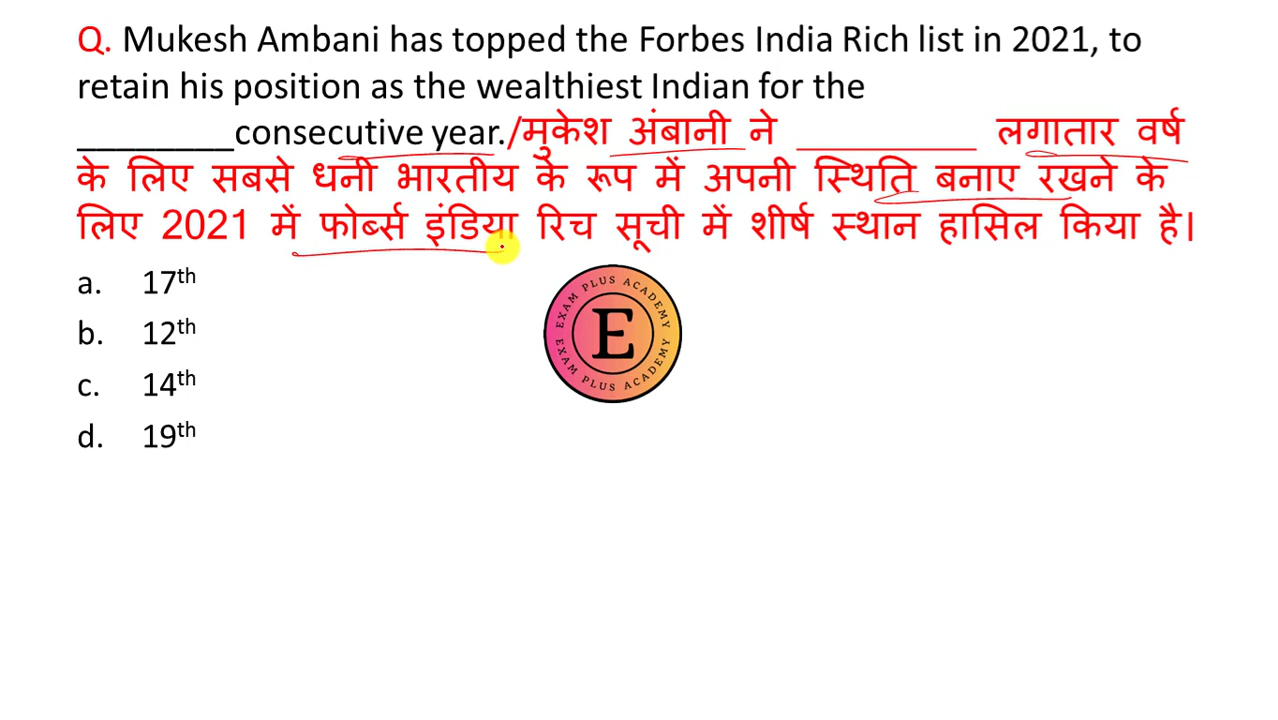 Q. Mukesh Ambani has topped the Forbes India Rich list in 2021, to
retain his position as the wealthiest Indian for the
_________consecutive year./मुकेश अंबानी ने __________ लगातार वर्ष
के लिए सबसे धनी भारतीय के रूप में अपनी स्थिति बनाए रखने के
लिए 2021 में फोर्ब्स इंडिया रिच सूची में शीर्ष स्थान हासिल किया है।
a. 17th
b. 12th
c. 14th
d. 19th
EXAM PLUS ACADEMY
E
EXAM PLUS ACADEMY